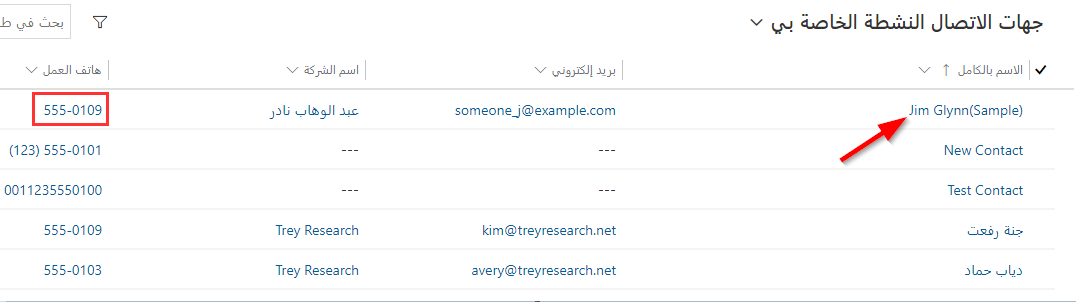 جهات الاتصال النشطة الخاصة بي
بحث في ط
الاسم بالكامل ↑ بريد إلكتروني اسم الشركة هاتف العمل
Jim Glynn(Sample) someone_j@example.com عبد الوهاب نادر 555-0109
New Contact --- --- (123) 555-0101
Test Contact --- --- 0011235550100
جنة رفعت kim@treyresearch.net Trey Research 555-0109
دياب حماد avery@treyresearch.net Trey Research 555-0103